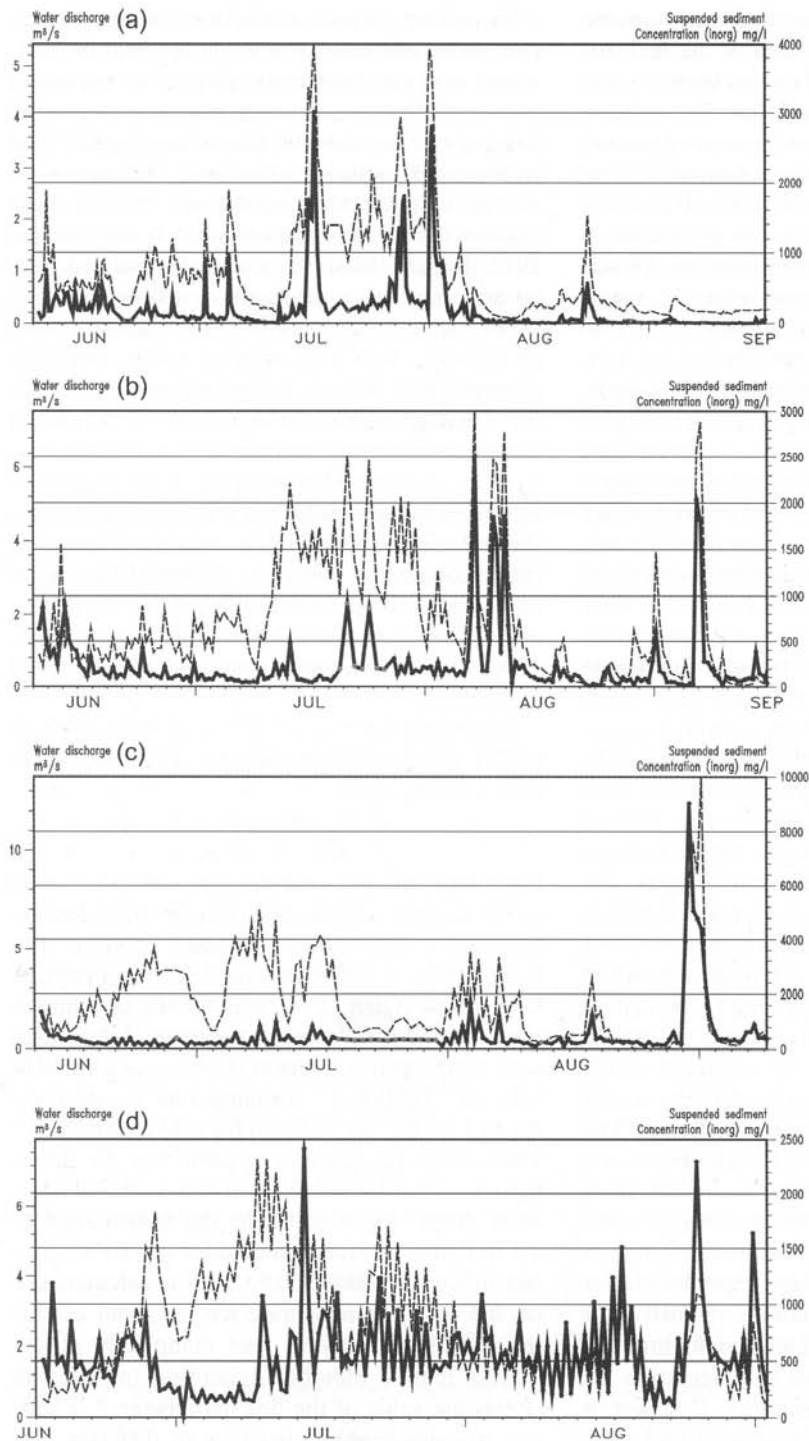 (a)
Water discharge
m³/s
Suspended sediment
Concentration (inorg) mg/l
5
4
3
2
1
0
4000
3000
2000
1000
0
JUN JUL AUG SEP
(b)
Water discharge
m³/s
Suspended sediment
Concentration (inorg) mg/l
6
4
2
0
3000
2500
2000
1500
1000
500
0
JUN JUL AUG SEP
(c)
Water discharge
m³/s
Suspended sediment
Concentration (inorg) mg/l
10
5
0
10000
8000
6000
4000
2000
0
JUN JUL AUG
(d)
Water discharge
m³/s
Suspended sediment
Concentration (inorg) mg/l
6
4
2
0
2500
2000
1500
1000
500
0
JUN JUL AUG